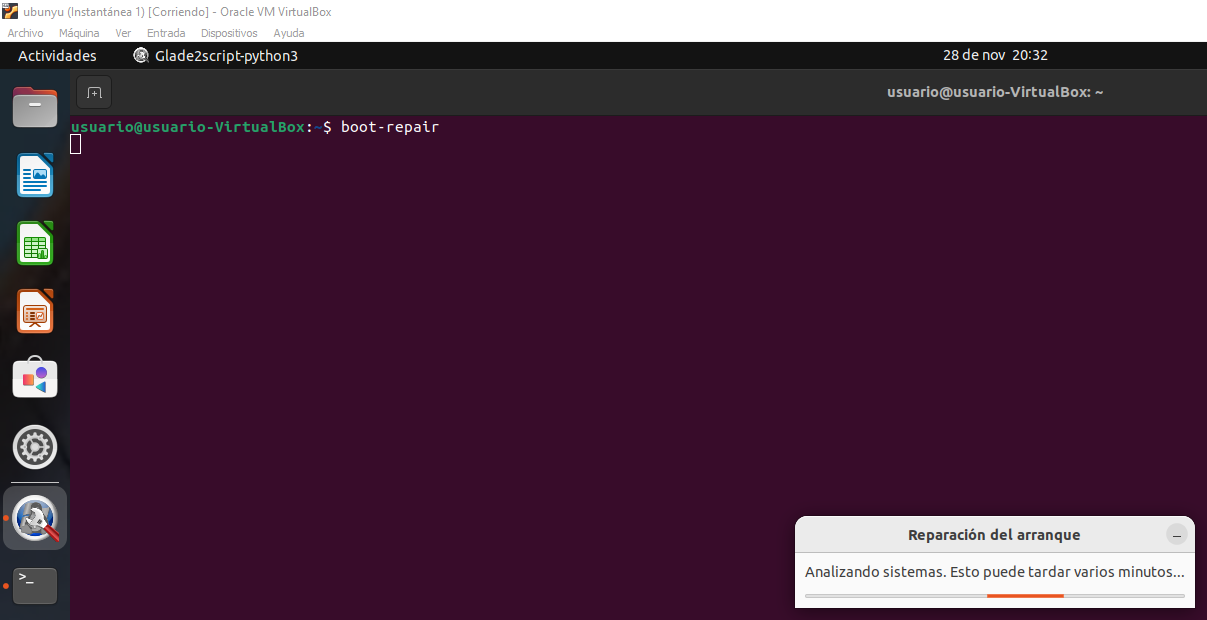 ubunyu (Instantánea 1) [Corriendo] - Oracle VM VirtualBox
Archivo Máquina Ver Entrada Dispositivos Ayuda
Actividades Glade2script-python3 28 de nov 20:32
usuario@usuario-VirtualBox: ~
usuario@usuario-VirtualBox:~$ boot-repair
>_
Reparación del arranque
Analizando sistemas. Esto puede tardar varios minutos...